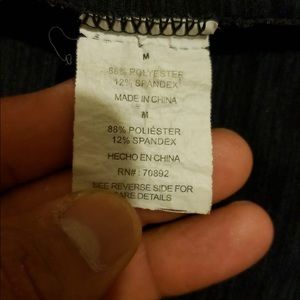 M
88% POLYESTER
12% SPANDEX
MADE IN CHINA
M
88% POLIÉSTER
12% SPANDEX
HECHO EN CHINA
RN#: 70892
SEE REVERSE SIDE FOR
CARE DETAILS